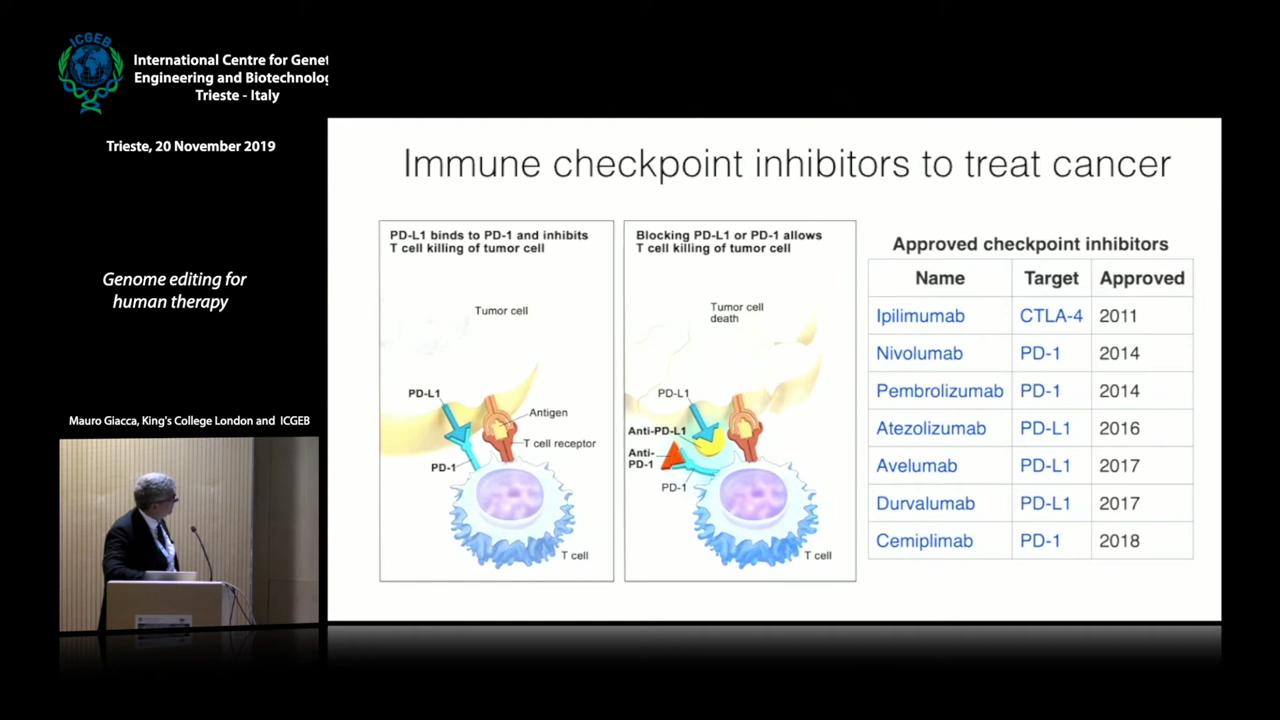 ICGEB
International Centre for Genet
Engineering and Biotechnolog
Trieste - Italy
Trieste, 20 November 2019
Genome editing for
human therapy
Mauro Giacca, King's College London and ICGEB
Immune checkpoint inhibitors to treat cancer
PD-L1 binds to PD-1 and inhibits
T cell killing of tumor cell
Tumor cell
PD-L1
Antigen
T cell receptor
PD-1
T cell
Blocking PD-L1 or PD-1 allows
T cell killing of tumor cell
Tumor cell
death
PD-L1
Anti-PD-L1
Anti-
PD-1
PD-1
T cell
Approved checkpoint inhibitors
Name Target Approved
Ipilimumab CTLA-4 2011
Nivolumab PD-1 2014
Pembrolizumab PD-1 2014
Atezolizumab PD-L1 2016
Avelumab PD-L1 2017
Durvalumab PD-L1 2017
Cemiplimab PD-1 2018